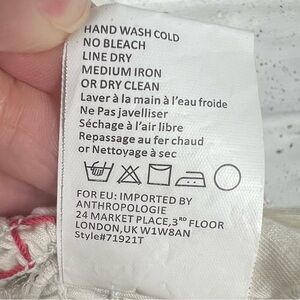 HAND WASH COLD
NO BLEACH
LINE DRY
MEDIUM IRON
OR DRY CLEAN
Laver à la main à l'eau froide
Ne Pas javelliser
Séchage à l'air libre
Repassage au fer chaud
or Nettoyage à sec
FOR EU: IMPORTED BY
ANTHROPOLOGIE
24 MARKET PLACE,3RD FLOOR
LONDON,UK W1W8AN
Style#71921T